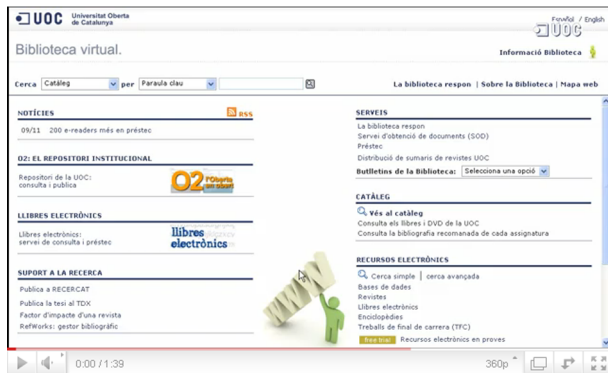 UOC Universitat Oberta
de Catalunya
Español / English
UOC
Biblioteca virtual.
Informació Biblioteca
Cerca Catàleg per Paraula clau
La biblioteca respon | Sobre la Biblioteca | Mapa web
NOTÍCIES
RSS
09/11 200 e-readers més en préstec
O2: EL REPOSITORI INSTITUCIONAL
Repositori de la UOC:
consulta i publica
O2 l'Oberta
en obert
LLIBRES ELECTRÒNICS
Llibres electrònics:
servei de consulta i préstec
llibres
electrònics
SUPORT A LA RECERCA
Publica a RECERCAT
Publica la tesi al TDX
Factor d'impacte d'una revista
RefWorks: gestor bibliogràfic
WWW
SERVEIS
La biblioteca respon
Servei d'obtenció de documents (SOD)
Préstec
Distribució de sumaris de revistes UOC
Butlletins de la Biblioteca: Selecciona una opció
CATÀLEG
Vés al catàleg
Consulta els llibres i DVD de la UOC
Consulta la bibliografia recomanada de cada assignatura
RECURSOS ELECTRÒNICS
Cerca simple | cerca avançada
Bases de dades
Revistes
Llibres electrònics
Enciclopèdies
Treballs de final de carrera (TFC)
free trial Recursos electrònics en proves
0:00 / 1:39
360p